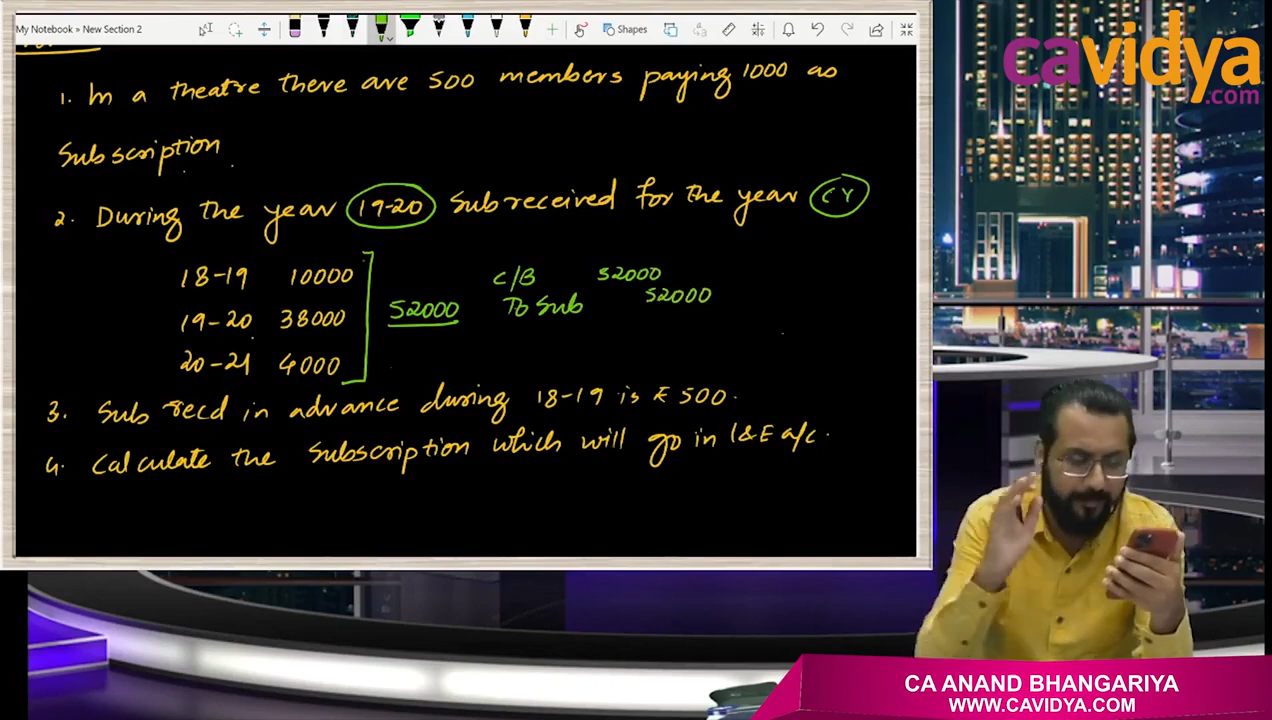 My Notebook » New Section 2
Shapes
cavidya
.com
1. In a theatre there are 500 members paying 1000 as
Subscription
2. During the year 19-20 Sub received for the year CY
18-19 10000
19-20 38000
20-21 4000
52000
C/B 52000
To Sub 52000
3. Sub recd in advance during 18-19 is ₹ 500.
4. Calculate the Subscription which will go in I&E a/c.
CA ANAND BHANGARIYA
WWW.CAVIDYA.COM